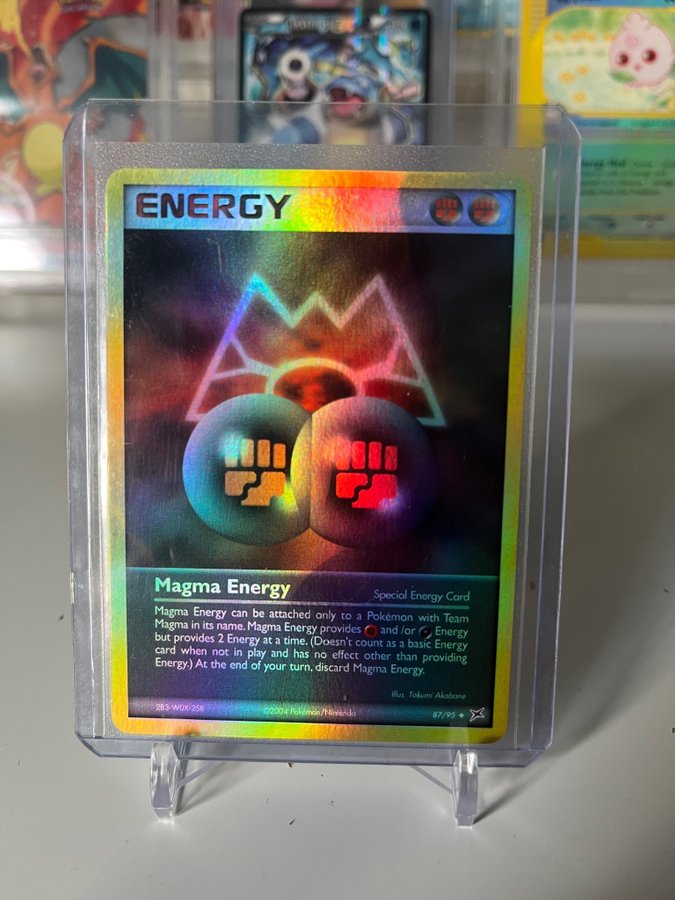 ENERGY
Magma Energy
Special Energy Card
Magma Energy can be attached only to a Pokémon with Team
Magma in its name. Magma Energy provides and/or Energy
but provides 2 Energy at a time. (Doesn't count as a basic Energy
card when not in play and has no effect other than providing
Energy.) At the end of your turn, discard Magma Energy.
Illus. Takumi Akabane
283-W0X-258
©2004 Pokémon/Nintendo
87/95